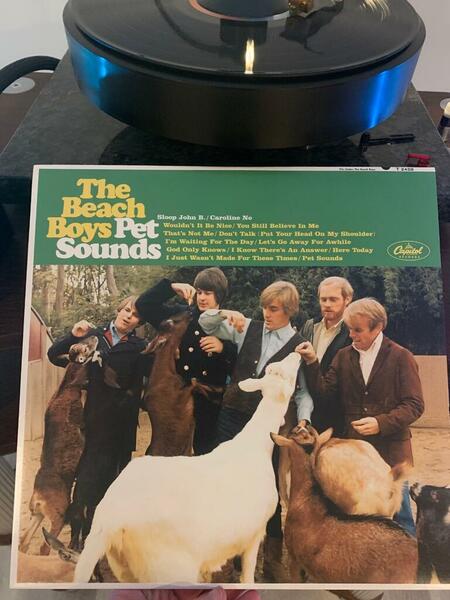 T 2458
The
Beach
Boys Pet
Sounds
Sloop John B./Caroline No
Wouldn't It Be Nice/You Still Believe In Me
That's Not Me/Don't Talk (Put Your Head On My Shoulder)
I'm Waiting For The Day/Let's Go Away For Awhile
God Only Knows/I Know There's An Answer/Here Today
I Just Wasn't Made For These Times/Pet Sounds
Capitol
RECORDS